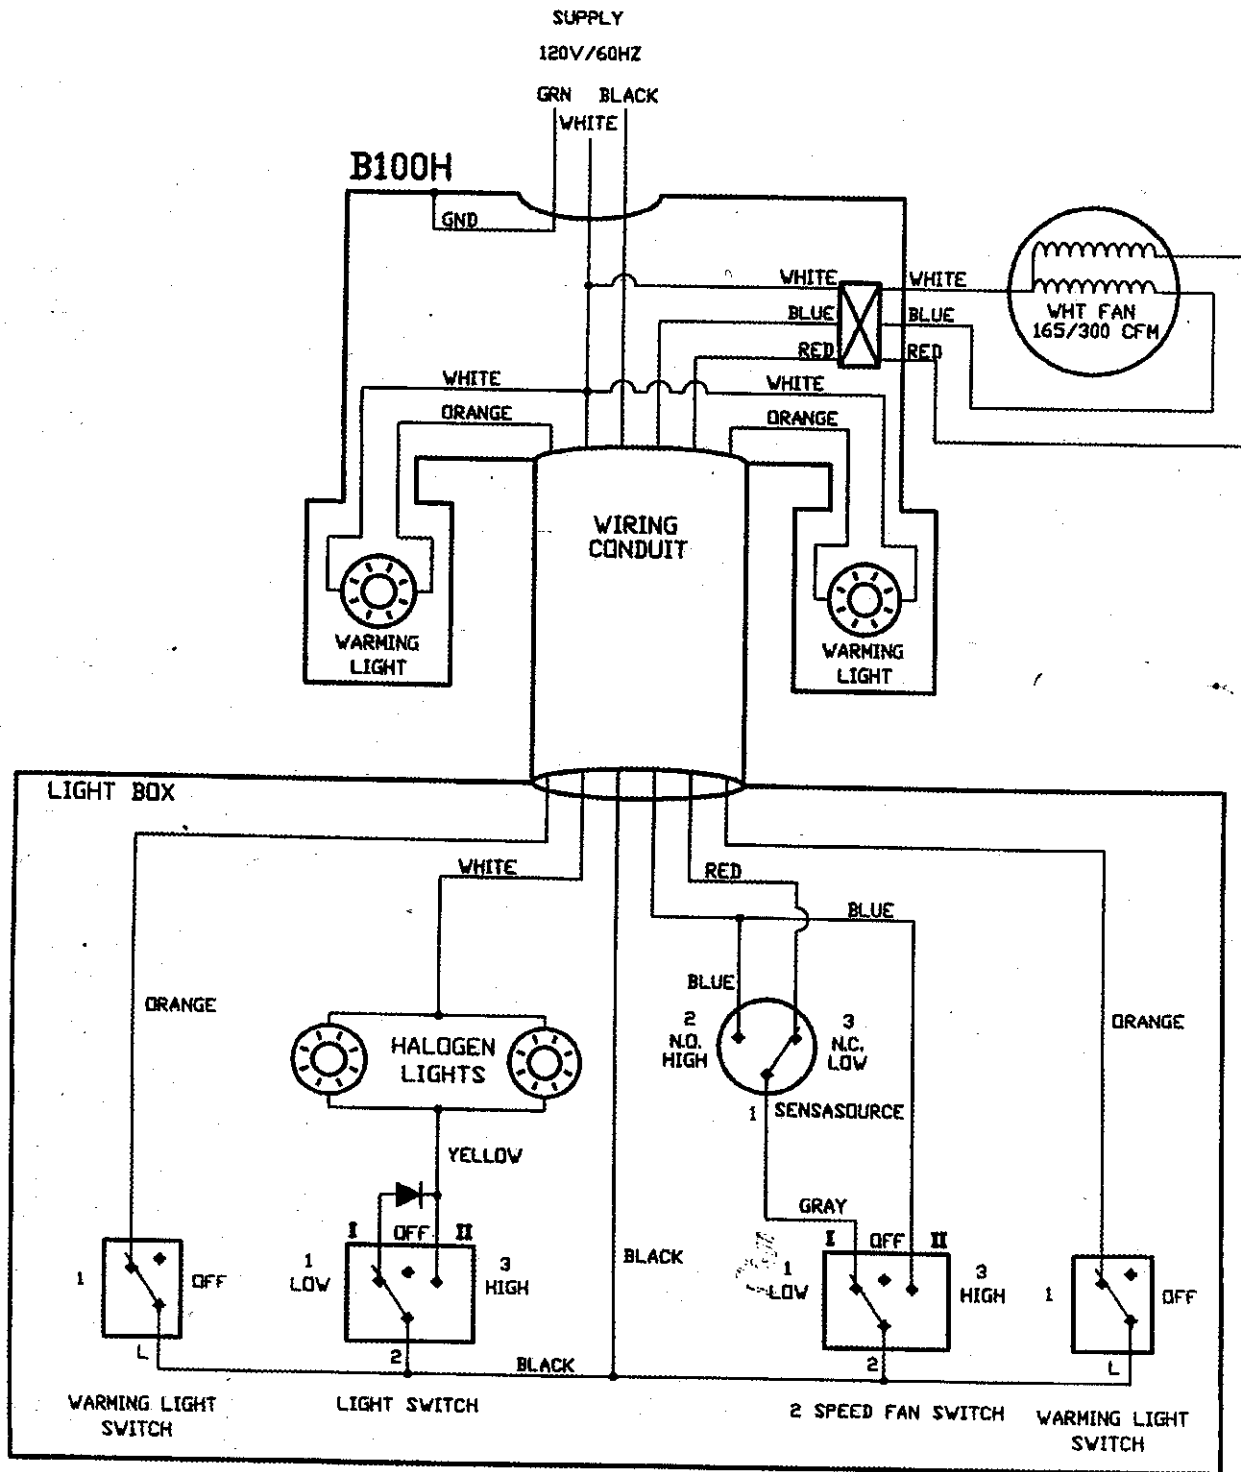 SUPPLY
120V/60HZ
GRN BLACK
WHITE
B100H
GND
WHITE WHITE
BLUE BLUE
RED RED
WHT FAN
165/300 CFM
WHITE WHITE
ORANGE ORANGE
WIRING
CONDUIT
WARMING
LIGHT
WARMING
LIGHT
LIGHT BOX
WHITE RED
BLUE
ORANGE
BLUE
ORANGE
HALOGEN
LIGHTS
2
N.O.
HIGH
3
N.C.
LOW
1 SENSASOURCE
YELLOW
GRAY
I OFF II
I OFF II
1 OFF
1
LOW
3
HIGH
BLACK
1
LOW
3
HIGH
1 OFF
L 2 BLACK 2 L
WARMING LIGHT
SWITCH
LIGHT SWITCH
2 SPEED FAN SWITCH
WARMING LIGHT
SWITCH